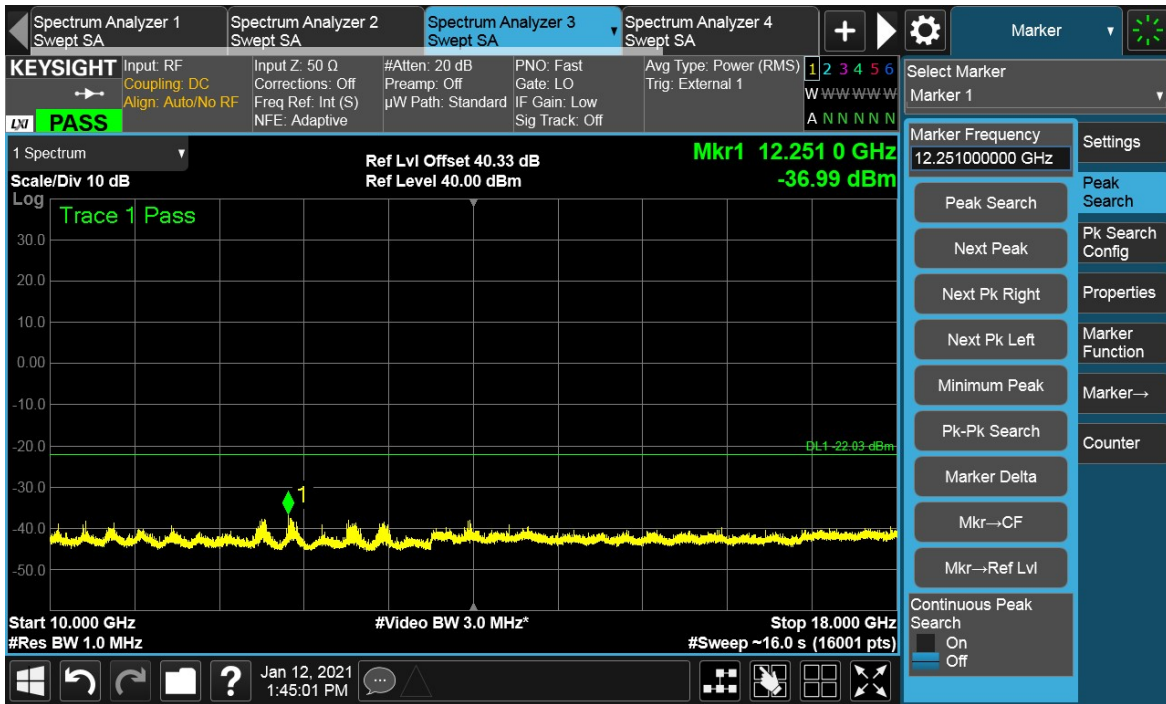 Spectrum Analyzer 1
Swept SA
Spectrum Analyzer 2
Swept SA
Spectrum Analyzer 3
Swept SA
Spectrum Analyzer 4
Swept SA
+
Marker
KEYSIGHT
LXI
PASS
Input: RF
Coupling: DC
Align: Auto/No RF
Input Z: 50 Ω
Corrections: Off
Freq Ref: Int (S)
NFE: Adaptive
#Atten: 20 dB
Preamp: Off
µW Path: Standard
PNO: Fast
Gate: LO
IF Gain: Low
Sig Track: Off
Avg Type: Power (RMS)
Trig: External 1
1 2 3 4 5 6
W W W W W W
A N N N N N
Select Marker
Marker 1
1 Spectrum
Scale/Div 10 dB
Ref Lvl Offset 40.33 dB
Ref Level 40.00 dBm
Mkr1 12.251 0 GHz
-36.99 dBm
Log
Trace 1 Pass
30.0
20.0
10.0
0.00
-10.0
-20.0
-30.0
-40.0
-50.0
DL1 -22.03 dBm
1
Start 10.000 GHz
#Res BW 1.0 MHz
#Video BW 3.0 MHz*
Stop 18.000 GHz
#Sweep ~16.0 s (16001 pts)
Marker Frequency
12.251000000 GHz
Peak Search
Next Peak
Next Pk Right
Next Pk Left
Minimum Peak
Pk-Pk Search
Marker Delta
Mkr→CF
Mkr→Ref Lvl
Continuous Peak
Search
On
Off
Settings
Peak
Search
Pk Search
Config
Properties
Marker
Function
Marker→
Counter
?
Jan 12, 2021
1:45:01 PM